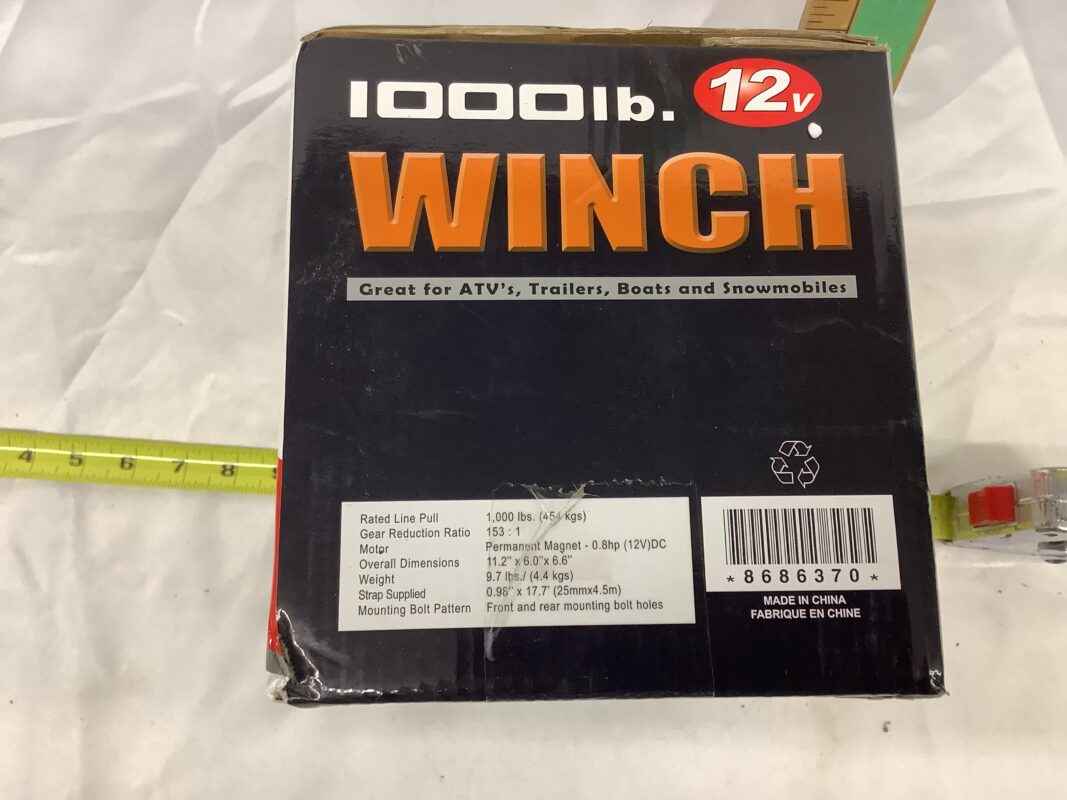 1000lb. 12V
WINCH
Great for ATV's, Trailers, Boats and Snowmobiles
4 5 6 7 8 9
Rated Line Pull 1,000 lbs. (454 kgs)
Gear Reduction Ratio 153 : 1
Motor Permanent Magnet - 0.8hp (12V)DC
Overall Dimensions 11.2" x 6.0"x 6.6"
Weight 9.7 lbs./ (4.4 kgs)
Strap Supplied 0.98" x 17.7' (25mmx4.5m)
Mounting Bolt Pattern Front and rear mounting bolt holes
*8686370*
MADE IN CHINA
FABRIQUE EN CHINE